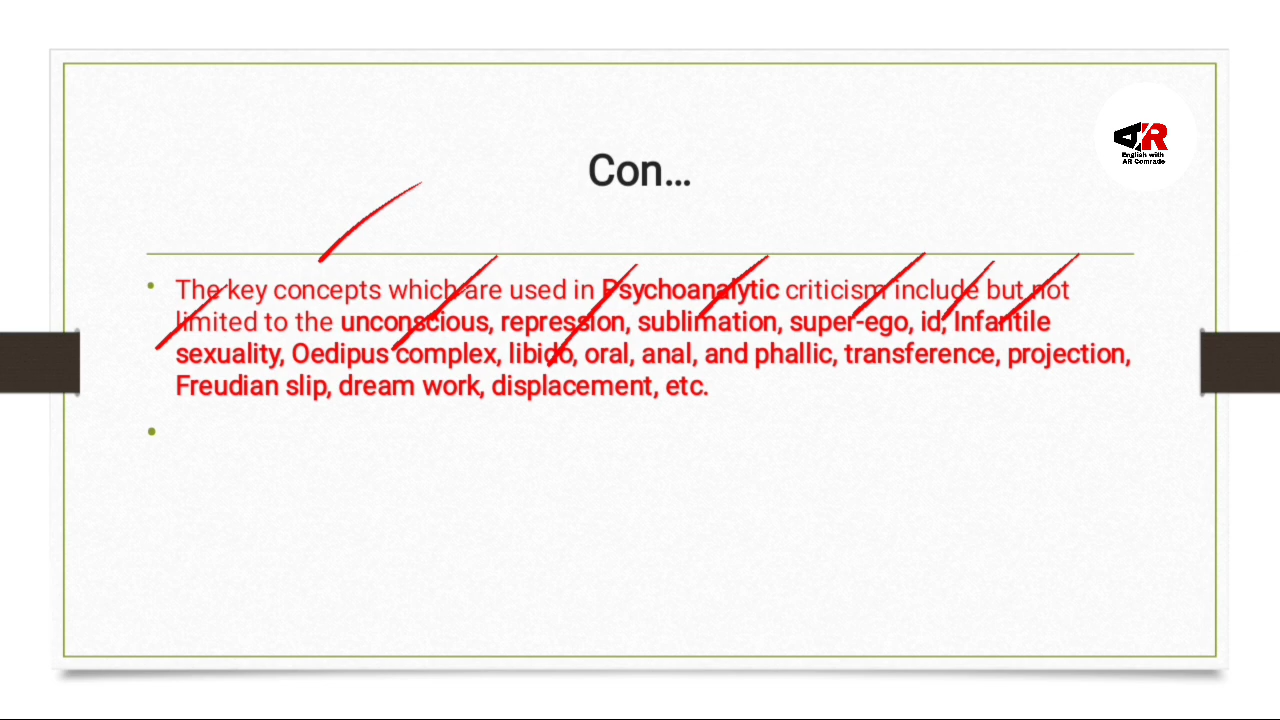 AR
English with
AR Comrade
Con...
• The key concepts which are used in Psychoanalytic criticism include but not
limited to the unconscious, repression, sublimation, super-ego, id, Infantile
sexuality, Oedipus complex, libido, oral, anal, and phallic, transference, projection,
Freudian slip, dream work, displacement, etc.
•